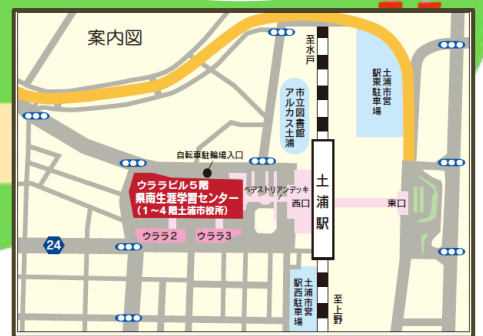 案内図
至水戸
土浦市営
駅東駐車場
市立図書館
アルカス土浦
自転車駐輪場入口
ウララビル5階
県南生涯学習センター
（1～4階土浦市役所）
ペデストリアンデッキ
西口
土浦駅
東口
ウララ2
ウララ3
24
土浦市営
駅西駐車場
至上野